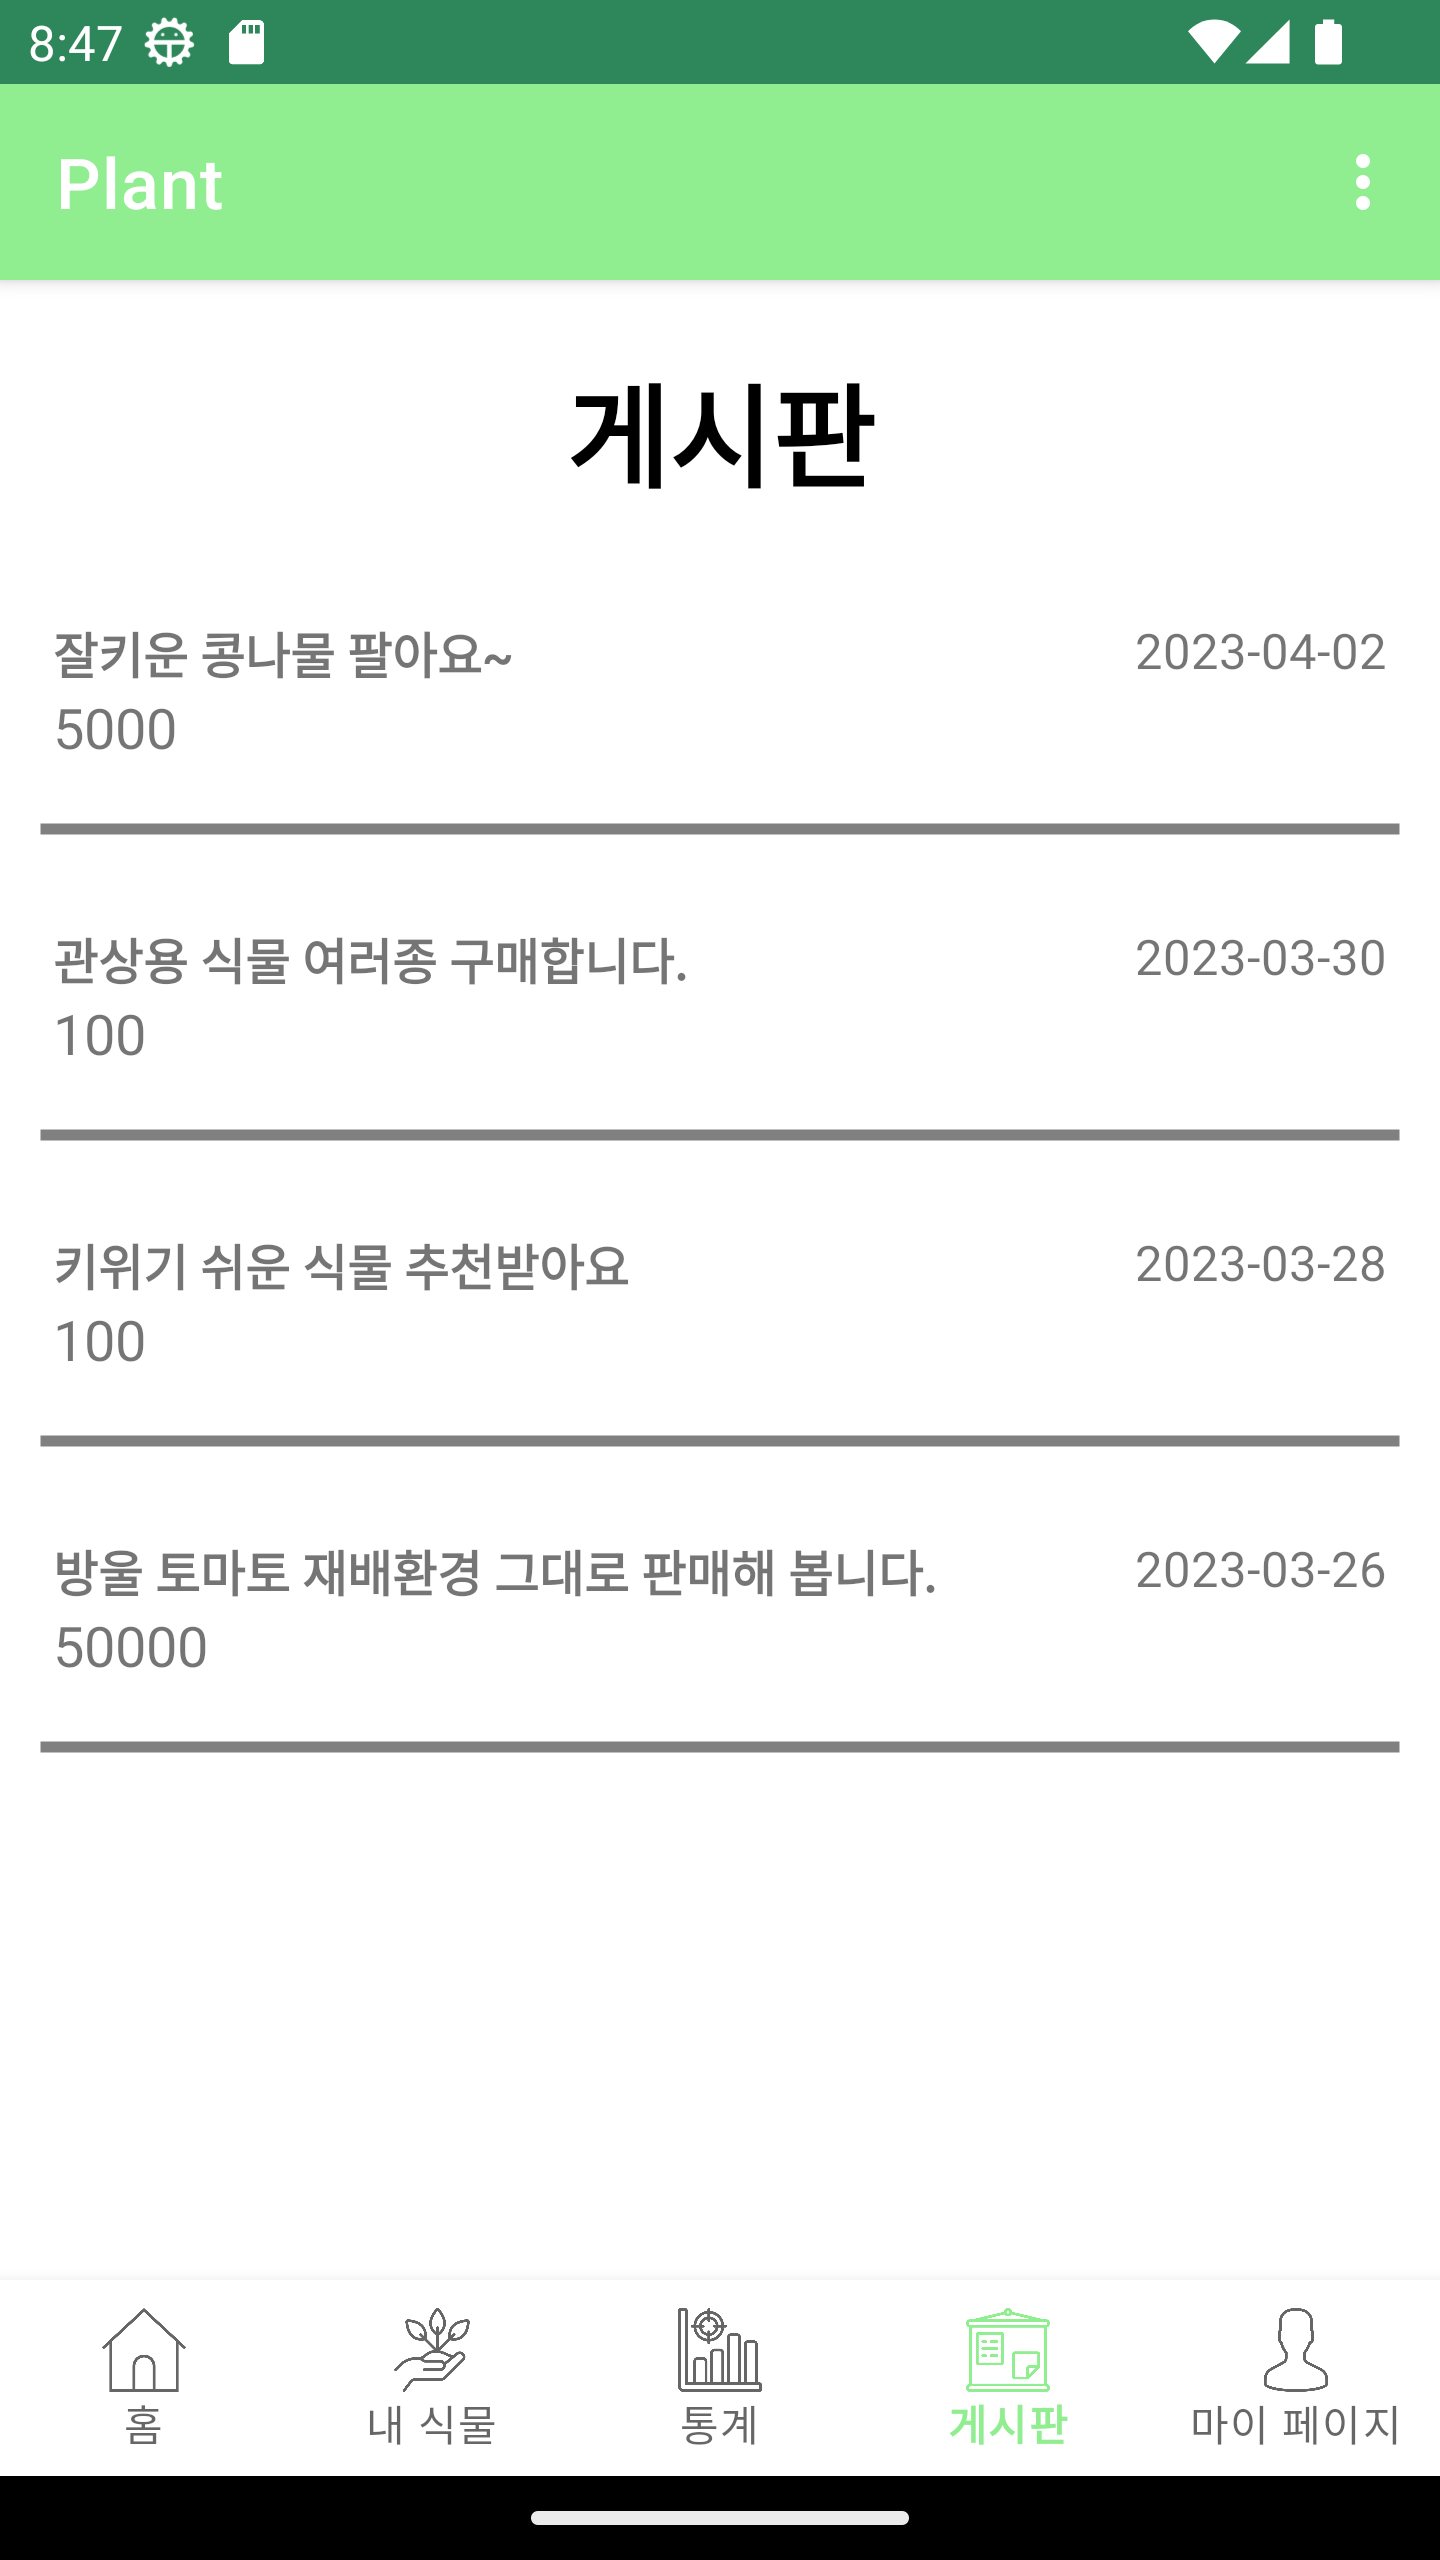 8:47
Plant
게시판
잘키운 콩나물 팔아요~ 2023-04-02
5000
관상용 식물 여러종 구매합니다. 2023-03-30
100
키위기 쉬운 식물 추천받아요 2023-03-28
100
방울 토마토 재배환경 그대로 판매해 봅니다. 2023-03-26
50000
홈 내 식물 통계 게시판 마이 페이지